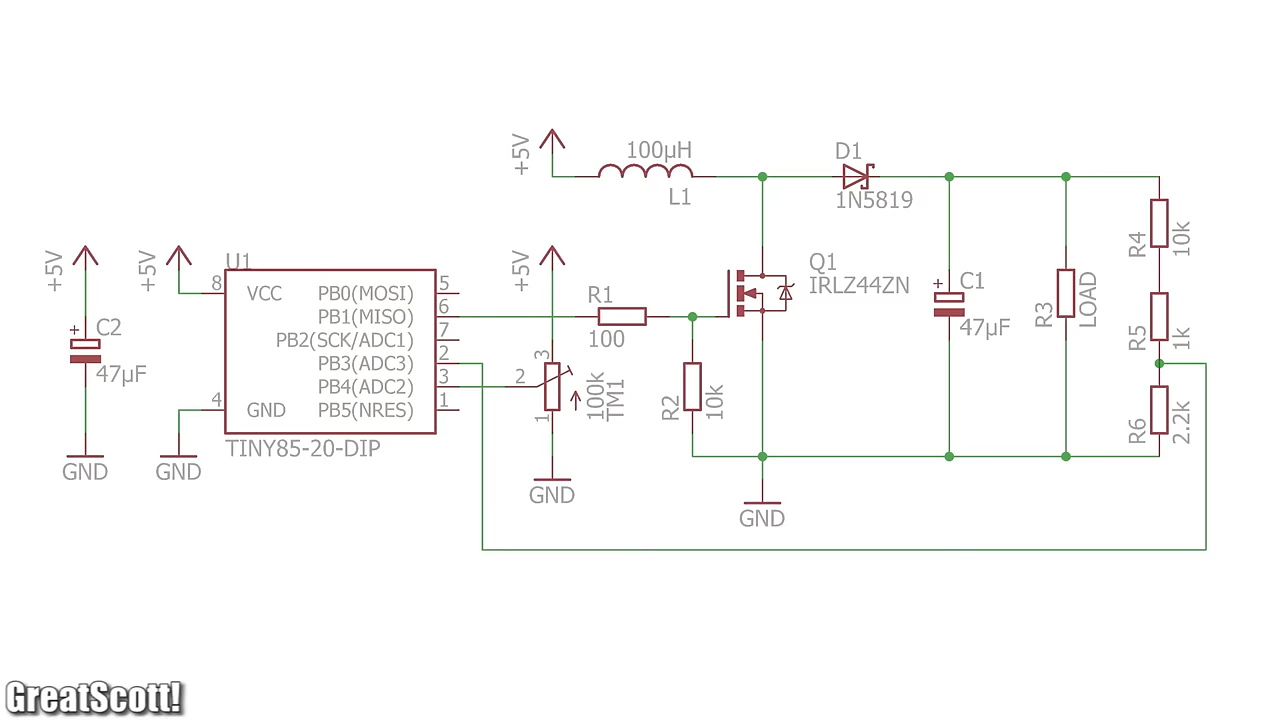 +5V
100µH
L1
D1
1N5819
+5V
C2
47µF
GND
+5V
GND
U1
8
VCC
4
GND
PB0(MOSI)
5
PB1(MISO)
6
PB2(SCK/ADC1)
7
PB3(ADC3)
2
PB4(ADC2)
3
PB5(NRES)
1
TINY85-20-DIP
+5V
3
2
1
100k
TM1
GND
R1
100
R2
10k
Q1
IRLZ44ZN
GND
C1
47µF
R3
LOAD
R4
10k
R5
1k
R6
2.2k
+
+
GreatScott!